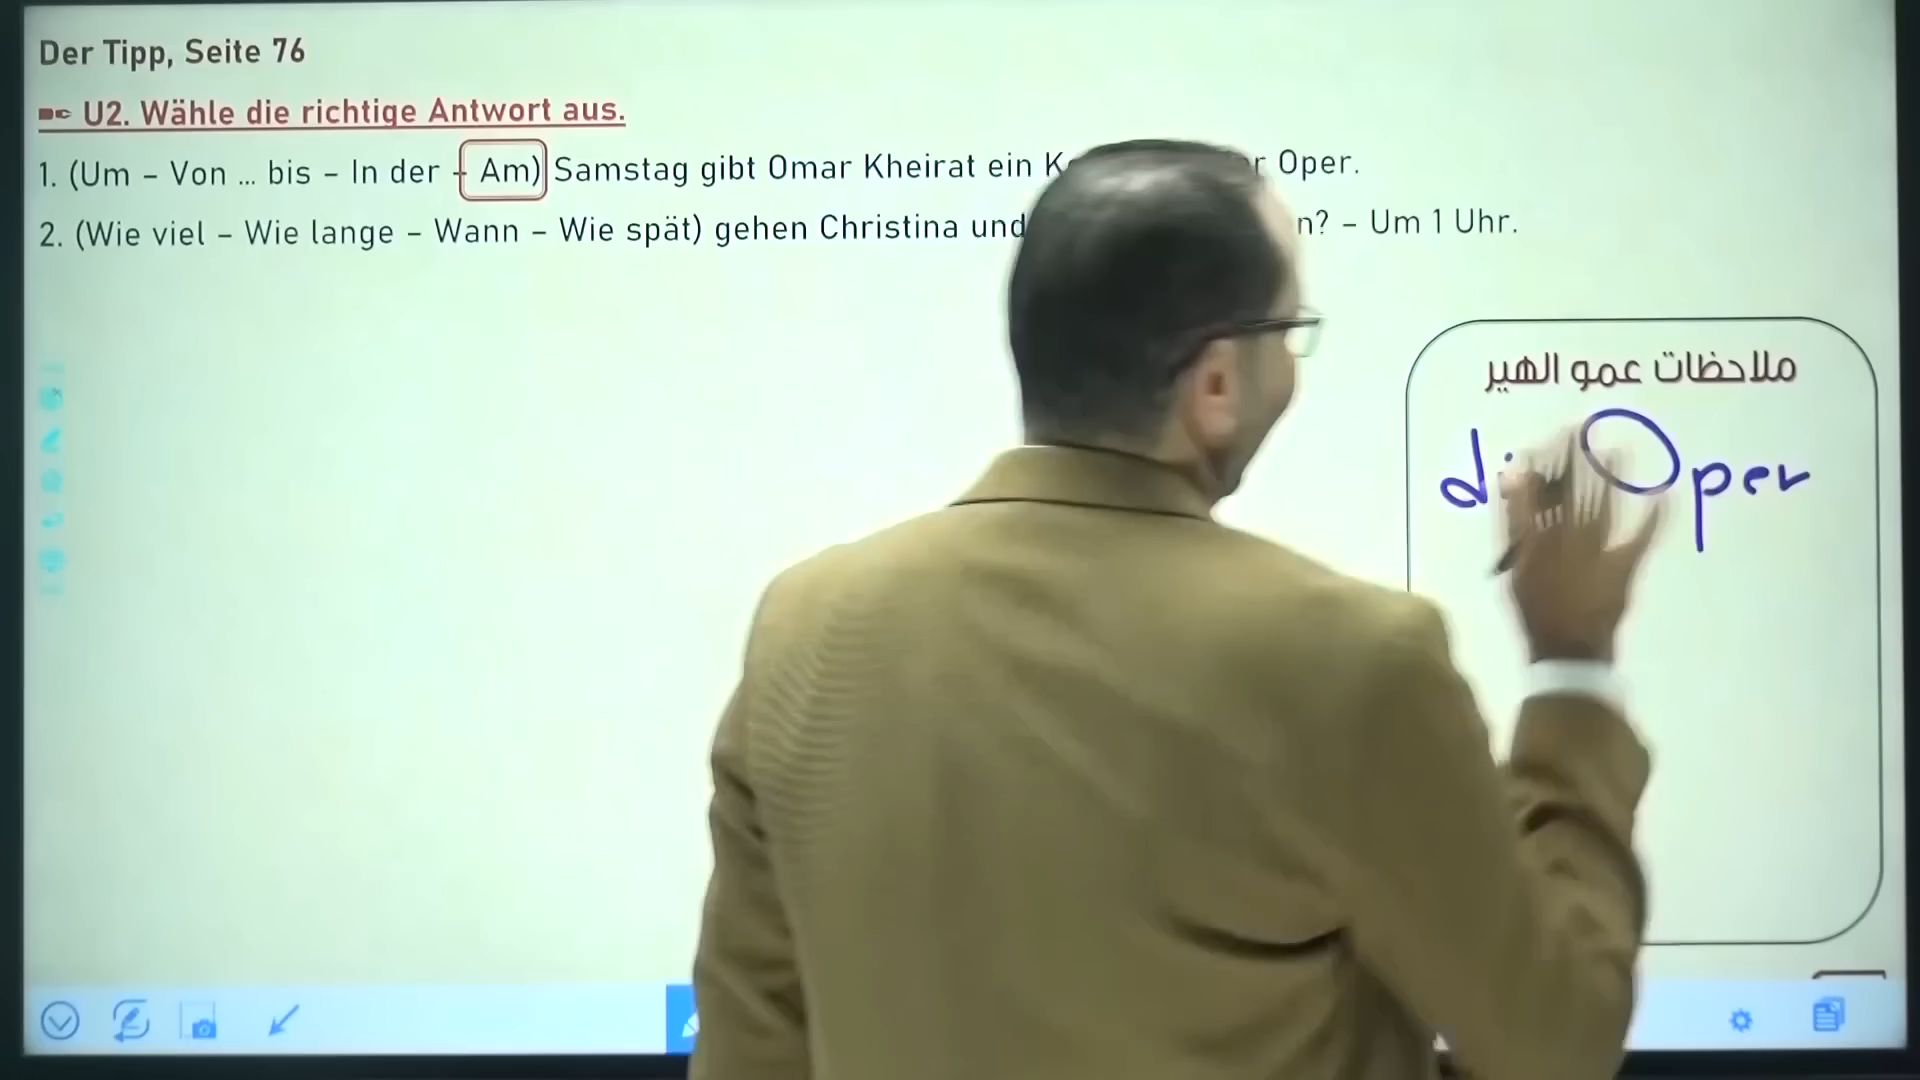 Der Tipp, Seite 76
U2. Wähle die richtige Antwort aus.
1. (Um – Von ... bis – In der – Am) Samstag gibt Omar Kheirat ein Oper.
2. (Wie viel – Wie lange – Wann – Wie spät) gehen Christina und – Um 1 Uhr.
ملاحظات عمو الهير
Oper